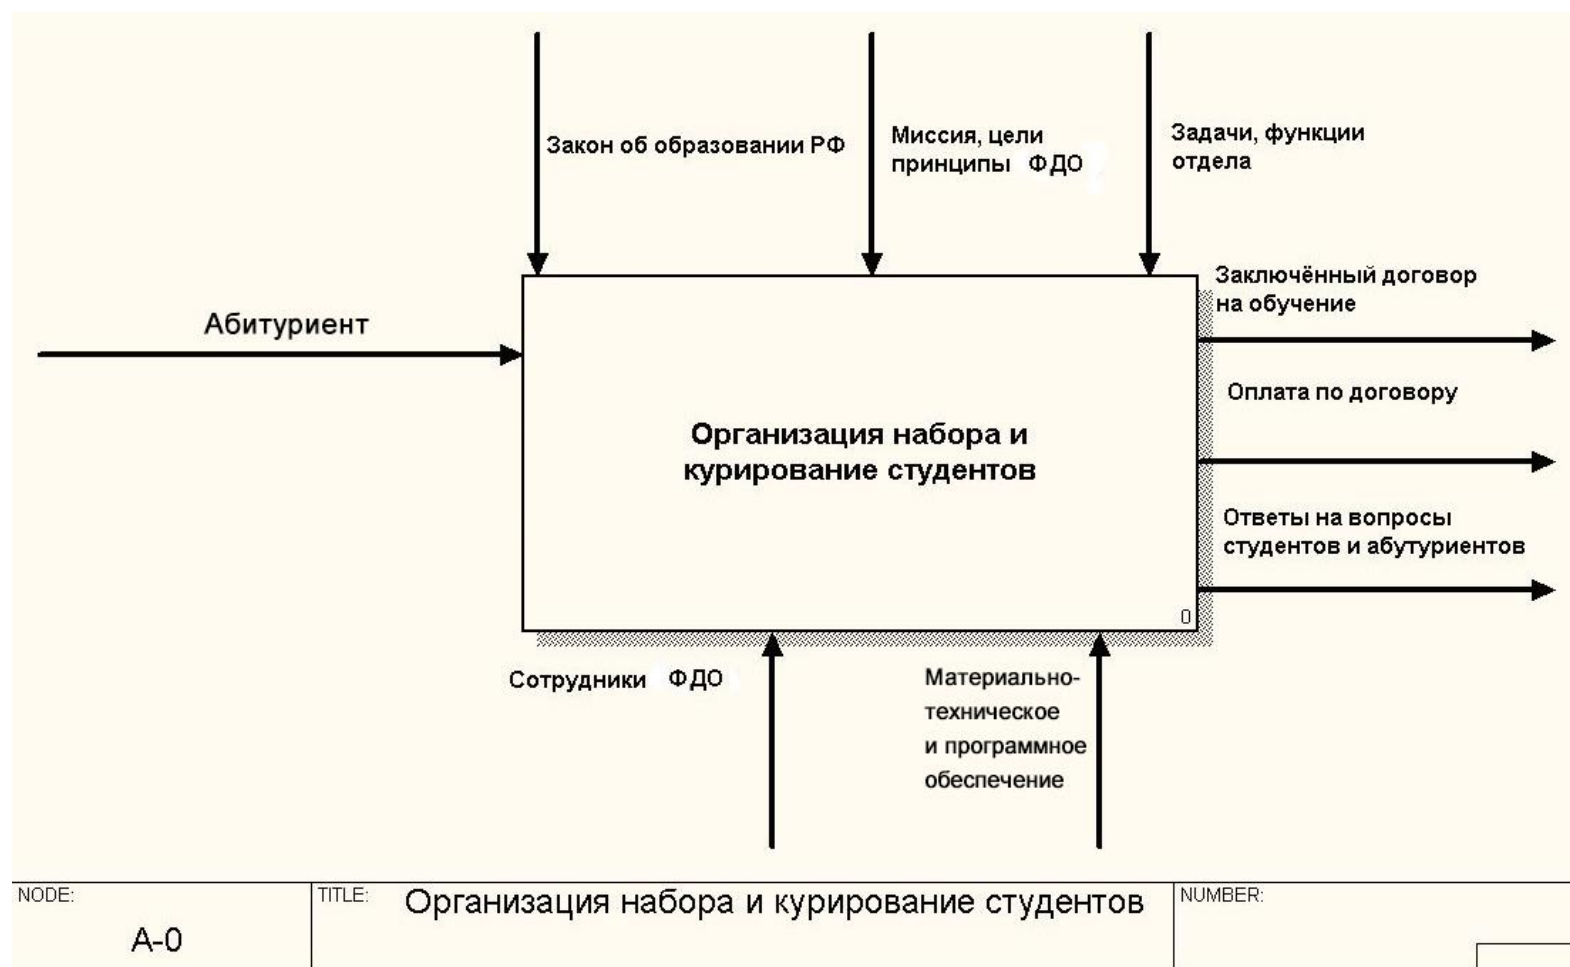 Закон об образовании РФ
Миссия, цели
принципы ФДО
Задачи, функции
отдела
Абитуриент
Заключённый договор
на обучение
Оплата по договору
Организация набора и
курирование студентов
Ответы на вопросы
студентов и абутуриентов
0
Сотрудники ФДО
Материально-
техническое
и программное
обеспечение
NODE:
A-0
TITLE:
Организация набора и курирование студентов
NUMBER: